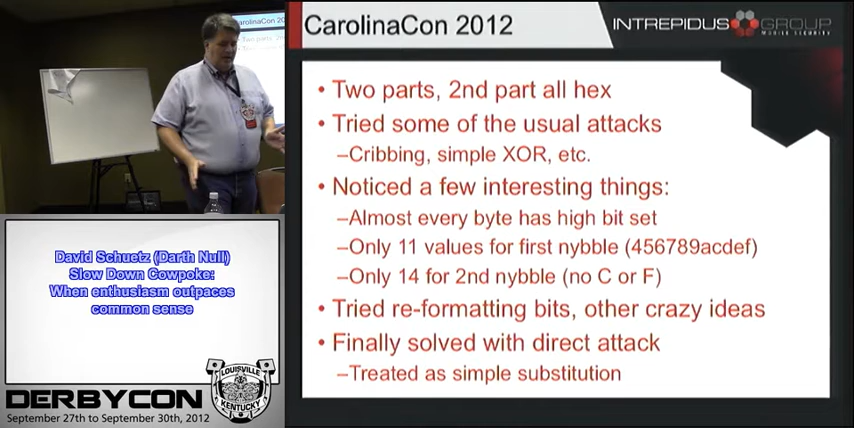 CarolinaCon 2012
INTREPIDUS GROUP
MOBILE SECURITY
• Two parts, 2nd part all hex
• Tried some of the usual attacks
–Cribbing, simple XOR, etc.
• Noticed a few interesting things:
–Almost every byte has high bit set
–Only 11 values for first nybble (456789acdef)
–Only 14 for 2nd nybble (no C or F)
• Tried re-formatting bits, other crazy ideas
• Finally solved with direct attack
–Treated as simple substitution
CarolinaCon 2012
David Schuetz (Darth Null)
Slow Down Cowpoke:
When enthusiasm outpaces
common sense
LOUISVILLE
KENTUCKY
DERBYCON
September 27th to September 30th, 2012